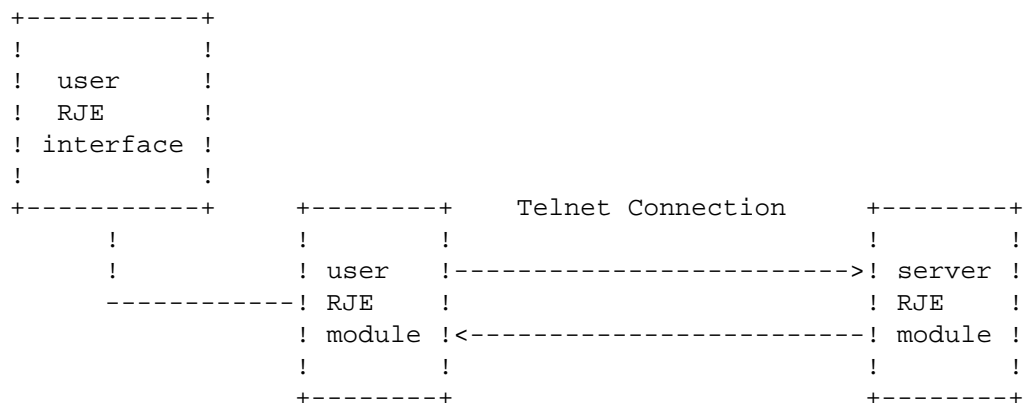 +-----------+
!           !
!  user     !
!  RJE      !
! interface !
!           !
+-----------+     +--------+    Telnet Connection     +--------+
      !           !        !                          !        !
      !           ! user   !------------------------->! server !
      ------------! RJE    !                          ! RJE    !
                  ! module !<-------------------------! module !
                  !        !                          !        !
                  +--------+                          +--------+